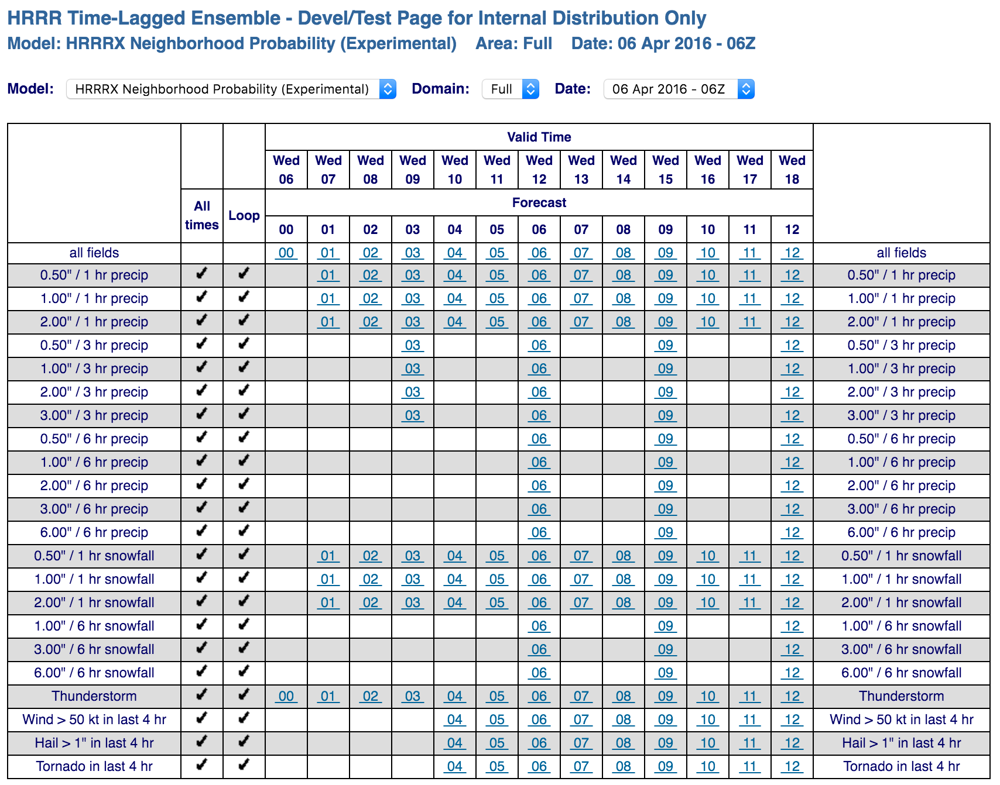 HRRR Time-Lagged Ensemble - Devel/Test Page for Internal Distribution Only
Model: HRRRX Neighborhood Probability (Experimental) Area: Full Date: 06 Apr 2016 - 06Z
Model: HRRRX Neighborhood Probability (Experimental) Domain: Full Date: 06 Apr 2016 - 06Z
Valid Time
Wed Wed Wed Wed Wed Wed Wed Wed Wed Wed Wed Wed Wed
06 07 08 09 10 11 12 13 14 15 16 17 18
All times Loop Forecast
00 01 02 03 04 05 06 07 08 09 10 11 12
all fields 00 01 02 03 04 05 06 07 08 09 10 11 12 all fields
0.50" / 1 hr precip ✔ ✔ 01 02 03 04 05 06 07 08 09 10 11 12 0.50" / 1 hr precip
1.00" / 1 hr precip ✔ ✔ 01 02 03 04 05 06 07 08 09 10 11 12 1.00" / 1 hr precip
2.00" / 1 hr precip ✔ ✔ 01 02 03 04 05 06 07 08 09 10 11 12 2.00" / 1 hr precip
0.50" / 3 hr precip ✔ ✔ 03 06 09 12 0.50" / 3 hr precip
1.00" / 3 hr precip ✔ ✔ 03 06 09 12 1.00" / 3 hr precip
2.00" / 3 hr precip ✔ ✔ 03 06 09 12 2.00" / 3 hr precip
3.00" / 3 hr precip ✔ ✔ 03 06 09 12 3.00" / 3 hr precip
0.50" / 6 hr precip ✔ ✔ 06 09 12 0.50" / 6 hr precip
1.00" / 6 hr precip ✔ ✔ 06 09 12 1.00" / 6 hr precip
2.00" / 6 hr precip ✔ ✔ 06 09 12 2.00" / 6 hr precip
3.00" / 6 hr precip ✔ ✔ 06 09 12 3.00" / 6 hr precip
6.00" / 6 hr precip ✔ ✔ 06 09 12 6.00" / 6 hr precip
0.50" / 1 hr snowfall ✔ ✔ 01 02 03 04 05 06 07 08 09 10 11 12 0.50" / 1 hr snowfall
1.00" / 1 hr snowfall ✔ ✔ 01 02 03 04 05 06 07 08 09 10 11 12 1.00" / 1 hr snowfall
2.00" / 1 hr snowfall ✔ ✔ 01 02 03 04 05 06 07 08 09 10 11 12 2.00" / 1 hr snowfall
1.00" / 6 hr snowfall ✔ ✔ 06 09 12 1.00" / 6 hr snowfall
3.00" / 6 hr snowfall ✔ ✔ 06 09 12 3.00" / 6 hr snowfall
6.00" / 6 hr snowfall ✔ ✔ 06 09 12 6.00" / 6 hr snowfall
Thunderstorm ✔ ✔ 00 01 02 03 04 05 06 07 08 09 10 11 12 Thunderstorm
Wind > 50 kt in last 4 hr ✔ ✔ 04 05 06 07 08 09 10 11 12 Wind > 50 kt in last 4 hr
Hail > 1" in last 4 hr ✔ ✔ 04 05 06 07 08 09 10 11 12 Hail > 1" in last 4 hr
Tornado in last 4 hr ✔ ✔ 04 05 06 07 08 09 10 11 12 Tornado in last 4 hr